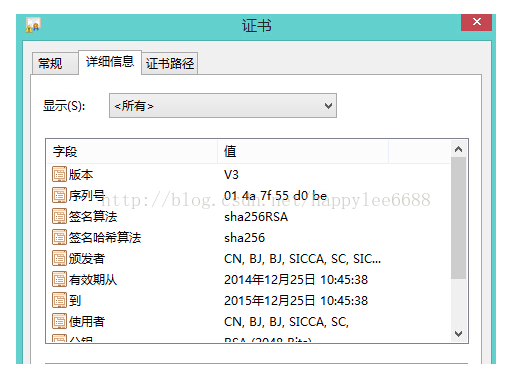 证书
常规 详细信息 证书路径
显示(S): <所有>
字段 值
版本 V3
序列号 01 4a 7f 55 d0 be
http://blog.csdn.net/happylee6688
签名算法 sha256RSA
签名哈希算法 sha256
颁发者 CN, BJ, BJ, SICCA, SC, SIC...
有效期从 2014年12月25日 10:45:38
到 2015年12月25日 10:45:38
使用者 CN, BJ, BJ, SICCA, SC,
公钥 RSA (2048 Bits)